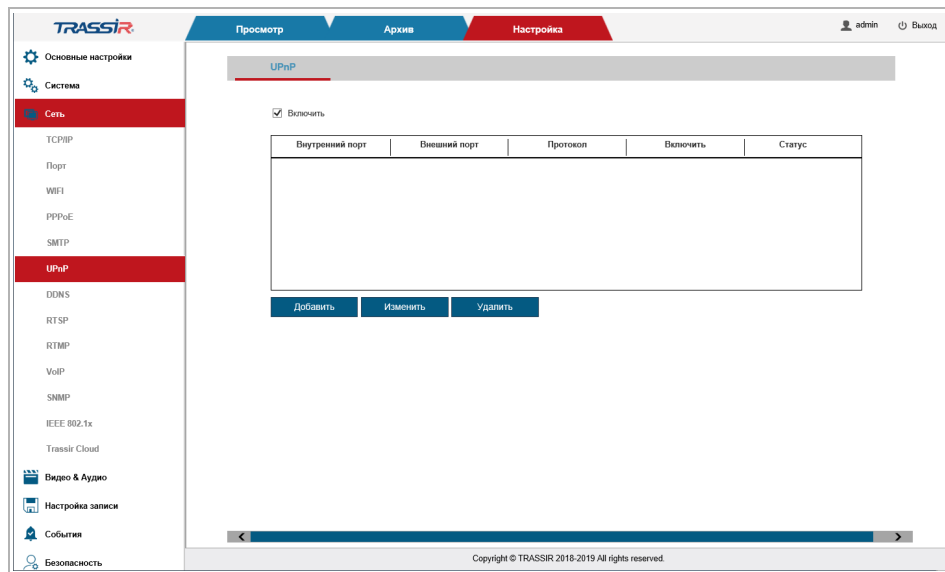 TRASSIR
Просмотр
Архив
Настройка
admin
Выход
Основные настройки
Система
Сеть
TCP/IP
Порт
WIFI
PPPoE
SMTP
UPnP
DDNS
RTSP
RTMP
VoIP
SNMP
IEEE 802.1x
Trassir Cloud
Видео & Аудио
Настройка записи
События
Безопасность
UPnP
Включить
Внутренний порт Внешний порт Протокол Включить Статус
Добавить Изменить Удалить
Copyright © TRASSIR 2018-2019 All rights reserved.